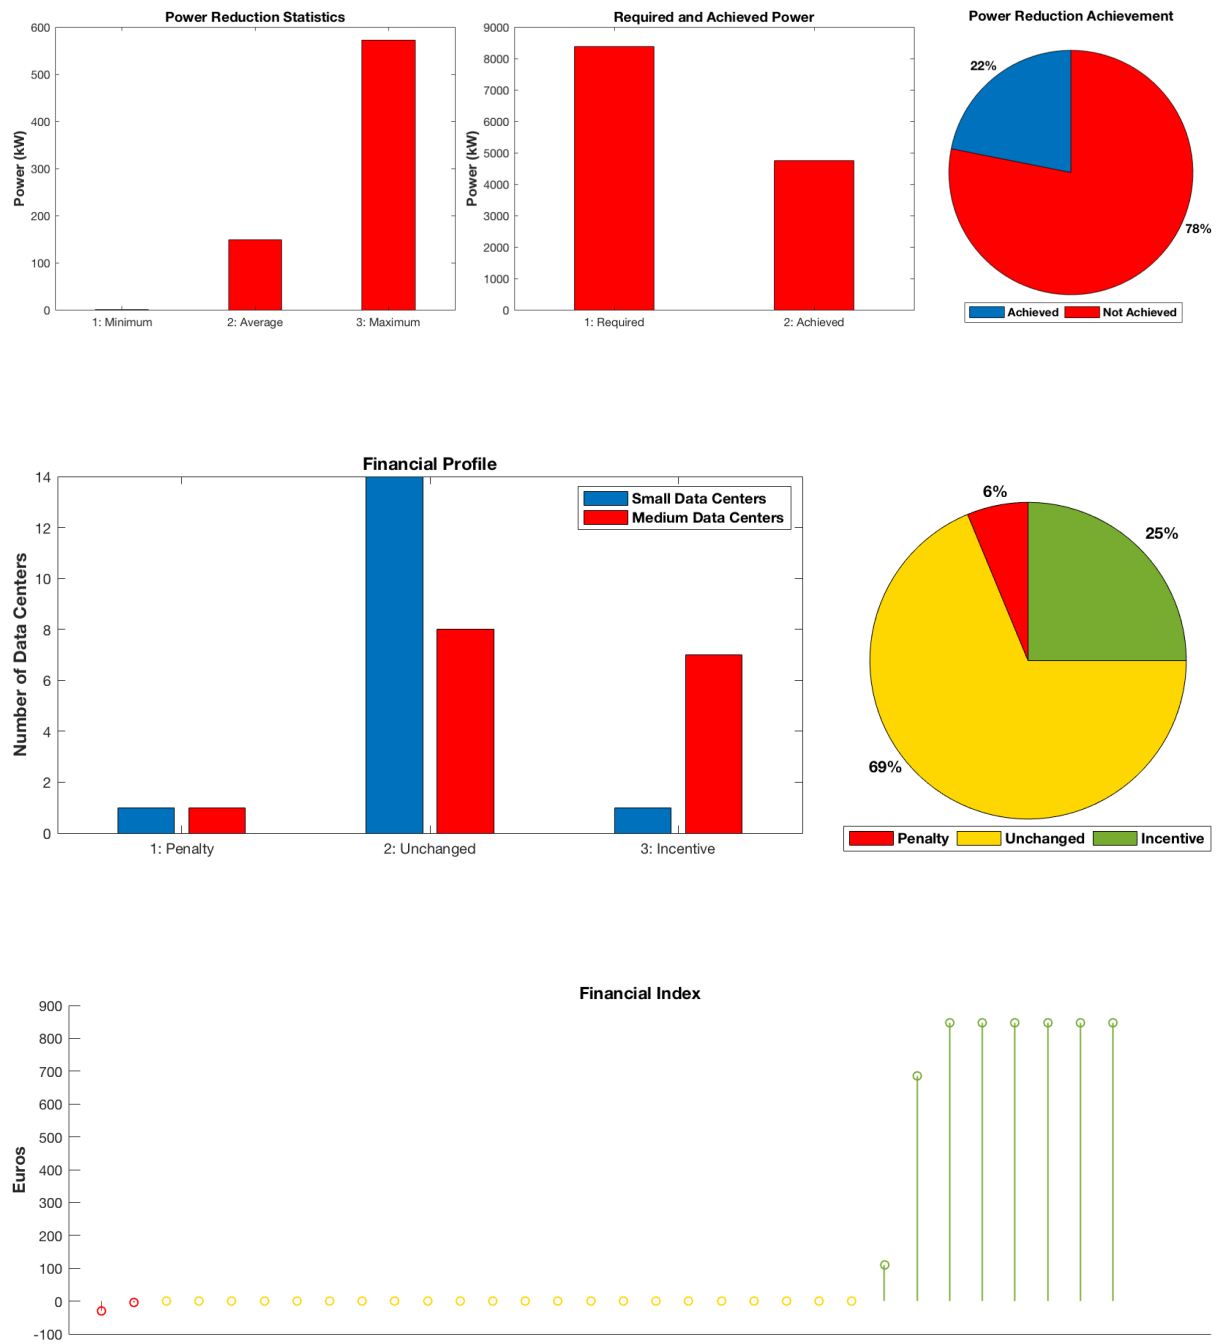 Power Reduction Statistics
600
500
400
300
200
100
0
Power (kW)
1: Minimum
2: Average
3: Maximum
Required and Achieved Power
9000
8000
7000
6000
5000
4000
3000
2000
1000
0
Power (kW)
1: Required
2: Achieved
Power Reduction Achievement
22%
78%
Achieved
Not Achieved
Financial Profile
14
12
10
8
6
4
2
0
Number of Data Centers
Small Data Centers
Medium Data Centers
1: Penalty
2: Unchanged
3: Incentive
6%
25%
69%
Penalty
Unchanged
Incentive
Financial Index
900
800
700
600
500
400
300
200
100
0
-100
Euros